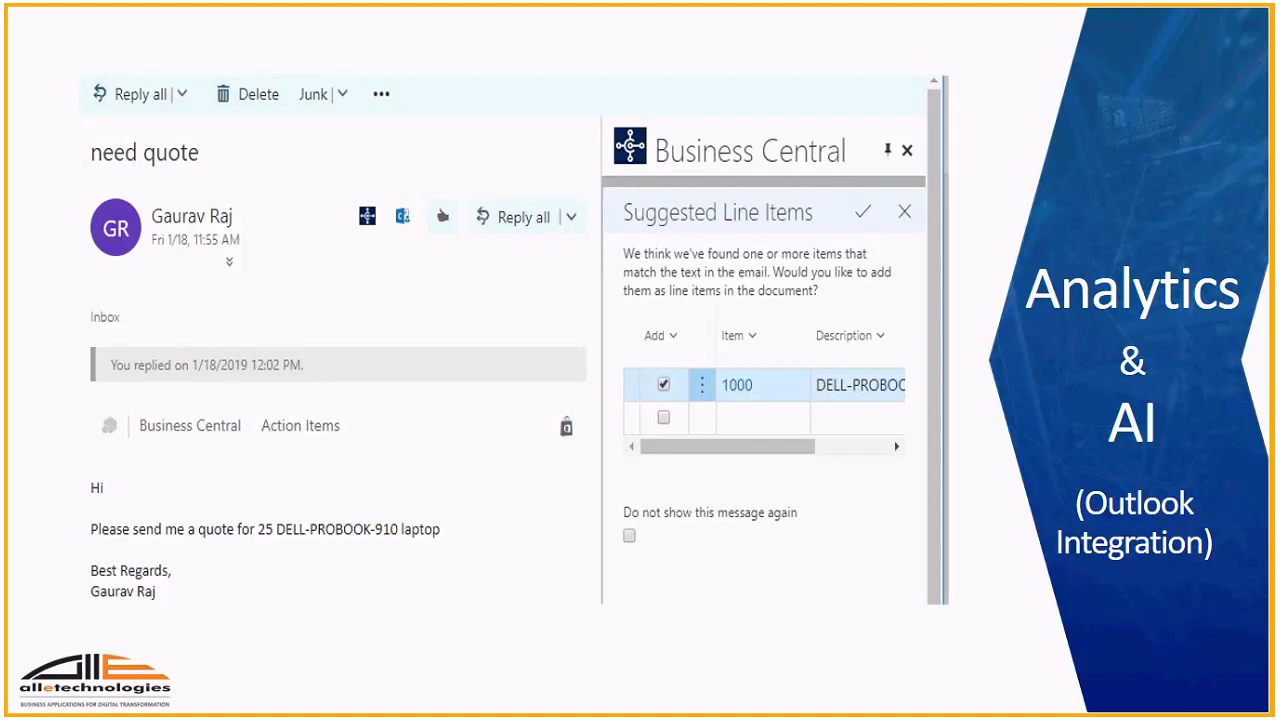 Reply all
Delete
Junk
•••
need quote
GR
Gaurav Raj
Fri 1/18, 11:55 AM
Reply all
Inbox
You replied on 1/18/2019 12:02 PM.
Business Central
Action Items
Hi
Please send me a quote for 25 DELL-PROBOOK-910 laptop
Best Regards,
Gaurav Raj
Business Central
Suggested Line Items
We think we've found one or more items that
match the text in the email. Would you like to add
them as line items in the document?
Add
Item
Description
1000
DELL-PROBOC
Do not show this message again
Analytics
&
AI
(Outlook
Integration)
alletechnologies
BUSINESS APPLICATIONS FOR DIGITAL TRANSFORMATION